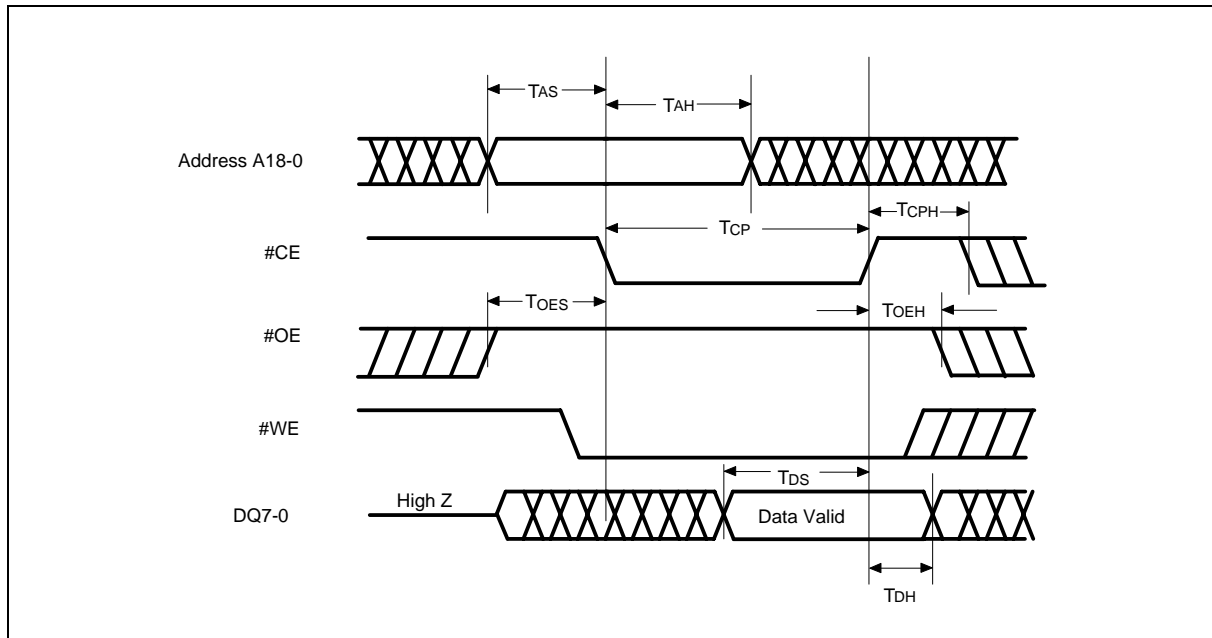 TAS
TAH
Address A18-0
TCPH
TCP
#CE
TOES
TOEH
#OE
#WE
TDS
High Z
Data Valid
DQ7-0
TDH